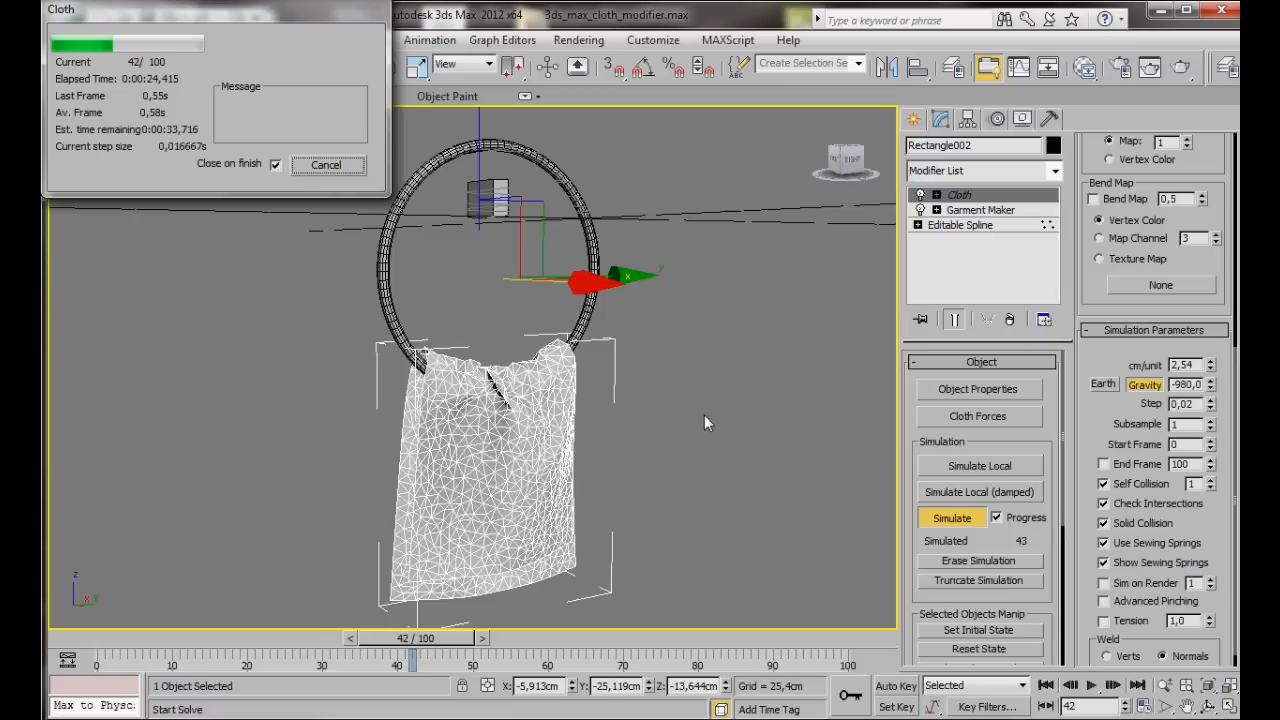 Cloth
Autodesk 3ds Max 2012 x64 3ds_max_cloth_modifier.max
Type a keyword or phrase
Animation Graph Editors Rendering Customize MAXScript Help
View
3
Create Selection Se
Object Paint
Current 42/ 100
Elapsed Time: 0:00:24,415
Last Frame 0,55s
Av. Frame 0,58s
Est. time remaining0:00:33,716
Current step size 0,016667s
Message
Close on finish
Cancel
RIGHT
x
y
z
x y
Rectangle002
Modifier List
Cloth
Garment Maker
Editable Spline
Object
Object Properties
Cloth Forces
Simulation
Simulate Local
Simulate Local (damped)
Simulate Progress
Simulated 43
Erase Simulation
Truncate Simulation
Selected Objects Manip
Set Initial State
Reset State
Map: 1
Vertex Color
Bend Map
Bend Map 0,5
Vertex Color
Map Channel 3
Texture Map
None
Simulation Parameters
cm/unit 2,54
Earth Gravity -980,0
Step 0,02
Subsample 1
Start Frame 0
End Frame 100
Self Collision 1
Check Intersections
Solid Collision
Use Sewing Springs
Show Sewing Springs
Sim on Render 1
Advanced Pinching
Tension 1,0
Weld
Verts Normals
< 42 / 100 >
0 10 20 30 40 50 60 70 80 90 100
1 Object Selected X: -5,913cm Y: -25,119cm Z: -13,644cm Grid = 25,4cm Auto Key Selected
Max to Physc: Start Solve Add Time Tag Set Key Key Filters... 42